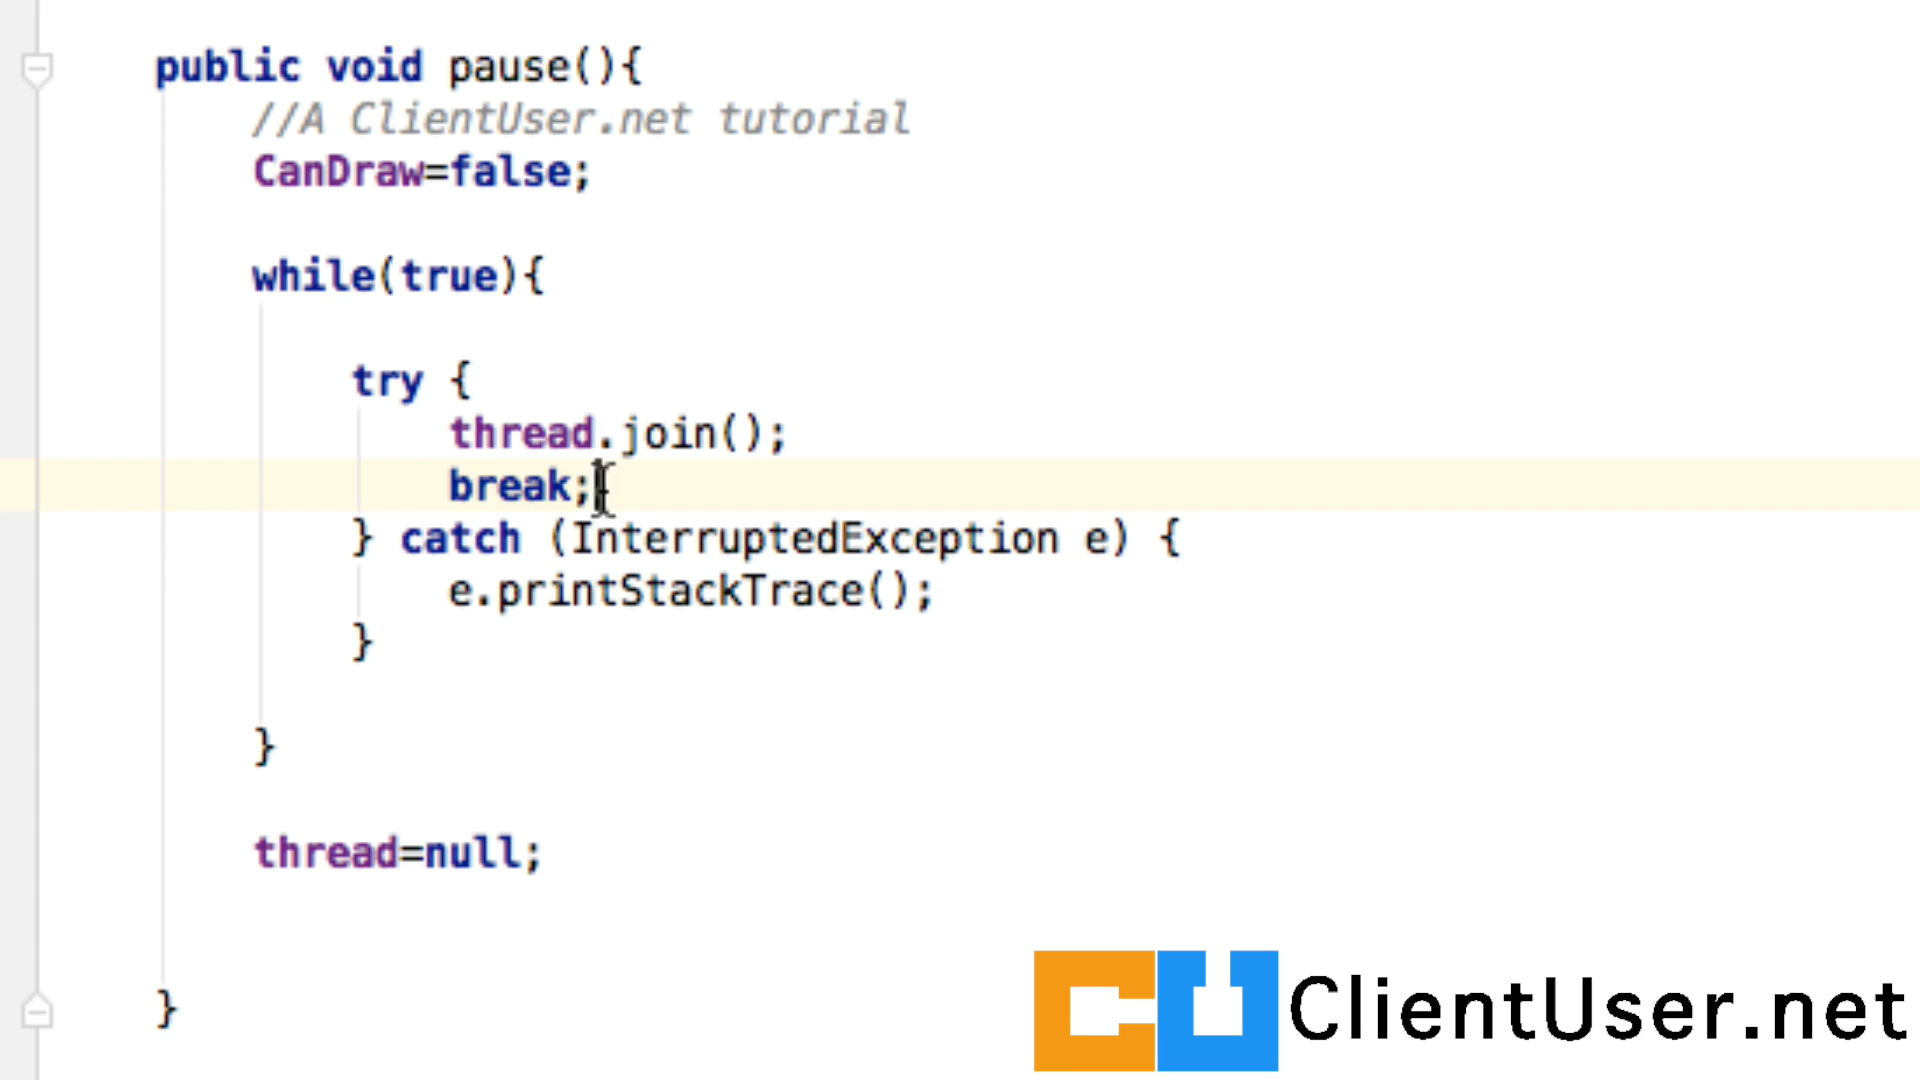 public void pause(){
//A ClientUser.net tutorial
CanDraw=false;
while(true){
try {
thread.join();
break;
} catch (InterruptedException e) {
e.printStackTrace();
}
}
thread=null;
}
CU ClientUser.net